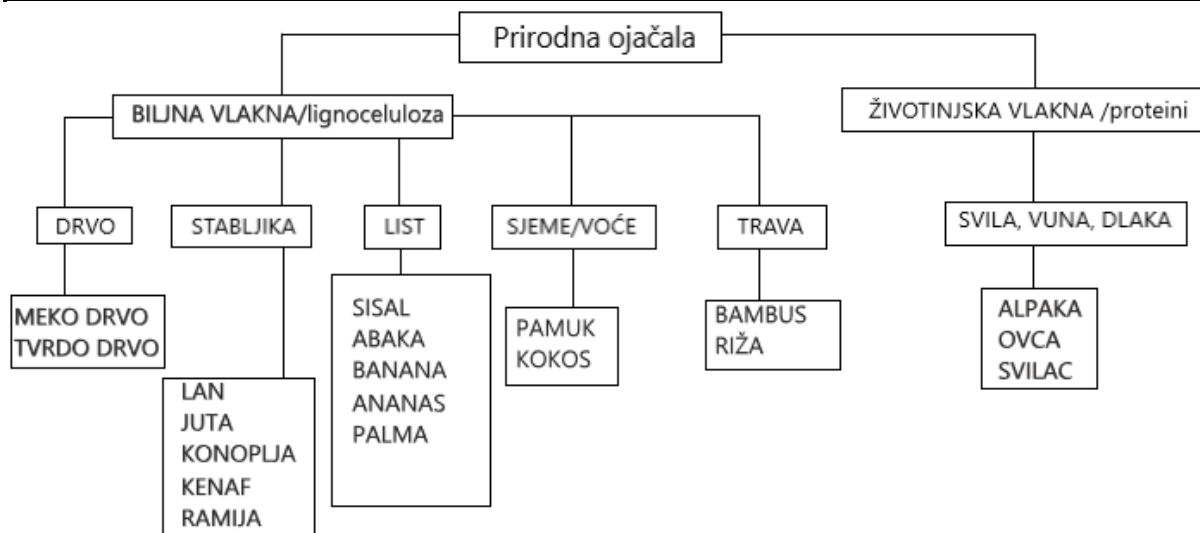 Prirodna ojačala
BILJNA VLAKNA/lignoceluloza
ŽIVOTINJSKA VLAKNA /proteini
DRVO
STABLJIKA
LIST
SJEME/VOĆE
TRAVA
SVILA, VUNA, DLAKA
MEKO DRVO
TVRDO DRVO
LAN
JUTA
KONOPLJA
KENAF
RAMIJA
SISAL
ABAKA
BANANA
ANANAS
PALMA
PAMUK
KOKOS
BAMBUS
RIŽA
ALPAKA
OVCA
SVILAC